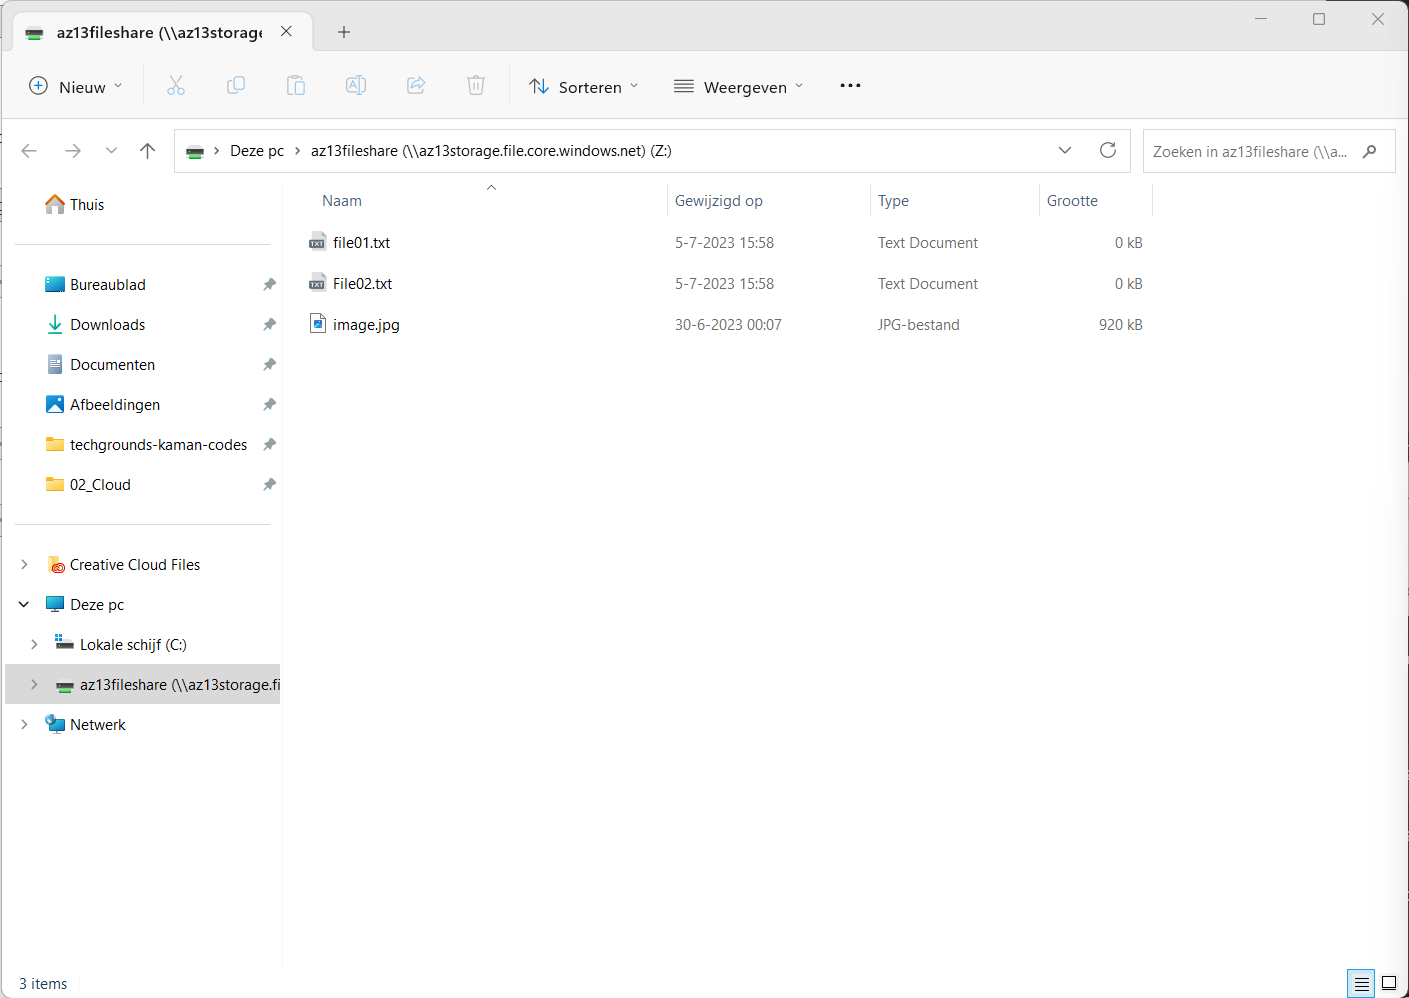 az13fileshare (\\az13storage
Nieuw
Sorteren
Weergeven
Deze pc
az13fileshare (\\az13storage.file.core.windows.net) (Z:)
Zoeken in az13fileshare (\\a...
Thuis
Bureaublad
Downloads
Documenten
Afbeeldingen
techgrounds-kaman-codes
02_Cloud
Creative Cloud Files
Deze pc
Lokale schijf (C:)
az13fileshare (\\az13storage.fi
Netwerk
Naam Gewijzigd op Type Grootte
file01.txt 5-7-2023 15:58 Text Document 0 kB
File02.txt 5-7-2023 15:58 Text Document 0 kB
image.jpg 30-6-2023 00:07 JPG-bestand 920 kB
3 items